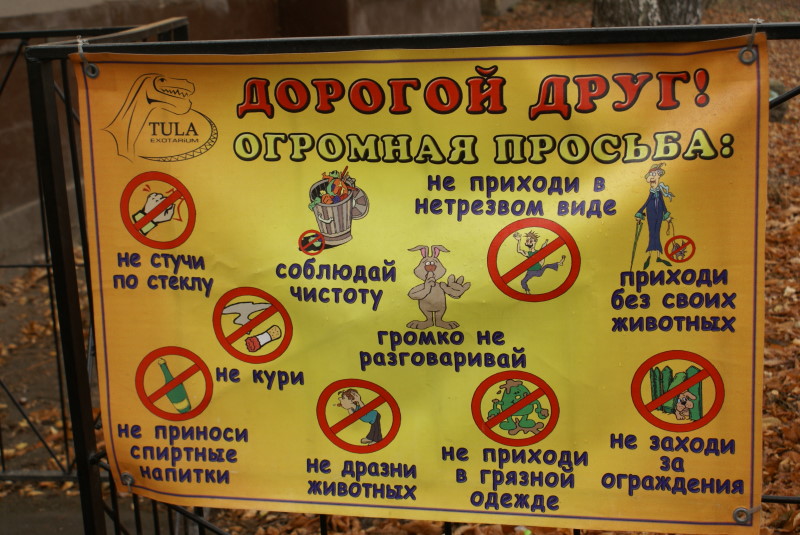 TULA
EXOTARIUM
ДОРОГОЙ ДРУГ!
ОГРОМНАЯ ПРОСЬБА:
не стучи
по стеклу
соблюдай
чистоту
не приходи в
нетрезвом виде
приходи
без своих
животных
не кури
громко не
разговаривай
не приноси
спиртные
напитки
не дразни
животных
не приходи
в грязной
одежде
не заходи
за
ограждения